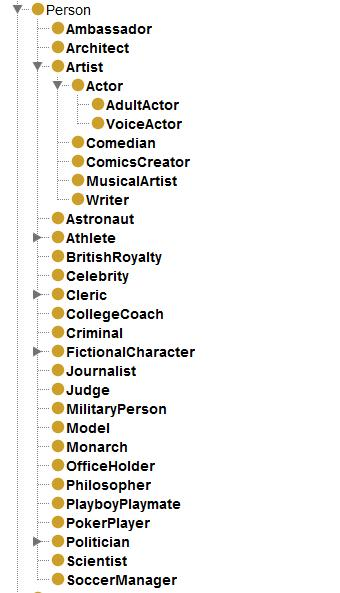 Person
Ambassador
Architect
Artist
Actor
AdultActor
VoiceActor
Comedian
ComicsCreator
MusicalArtist
Writer
Astronaut
Athlete
BritishRoyalty
Celebrity
Cleric
CollegeCoach
Criminal
FictionalCharacter
Journalist
Judge
MilitaryPerson
Model
Monarch
OfficeHolder
Philosopher
PlayboyPlaymate
PokerPlayer
Politician
Scientist
SoccerManager